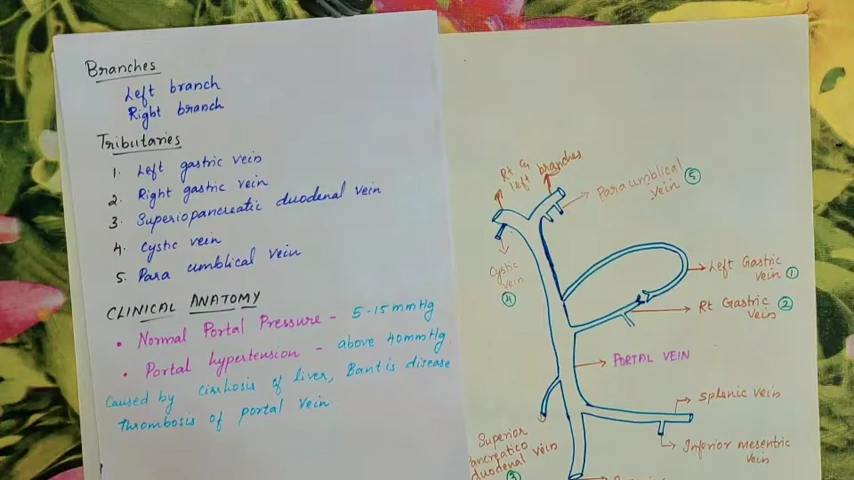 Branches
Left branch
Right branch
Tributaries
1. Left gastric vein
2. Right gastric vein
3. Superiopancreatic duodenal vein
4. Cystic vein
5. Para umbilical vein
CLINICAL ANATOMY
• Normal Portal Pressure - 5-15 mmHg
• Portal hypertension - above 40mmHg
Caused by cirrhosis of liver, Banti's disease
thrombosis of portal vein
Rt &
left branches
Para umblical
vein 5
Cystic
vein
4
Left Gastric
vein 1
Rt Gastric
vein 2
PORTAL VEIN
Splenic vein
Inferior mesentric
vein
Superior
pancreatico
duodenal vein
3